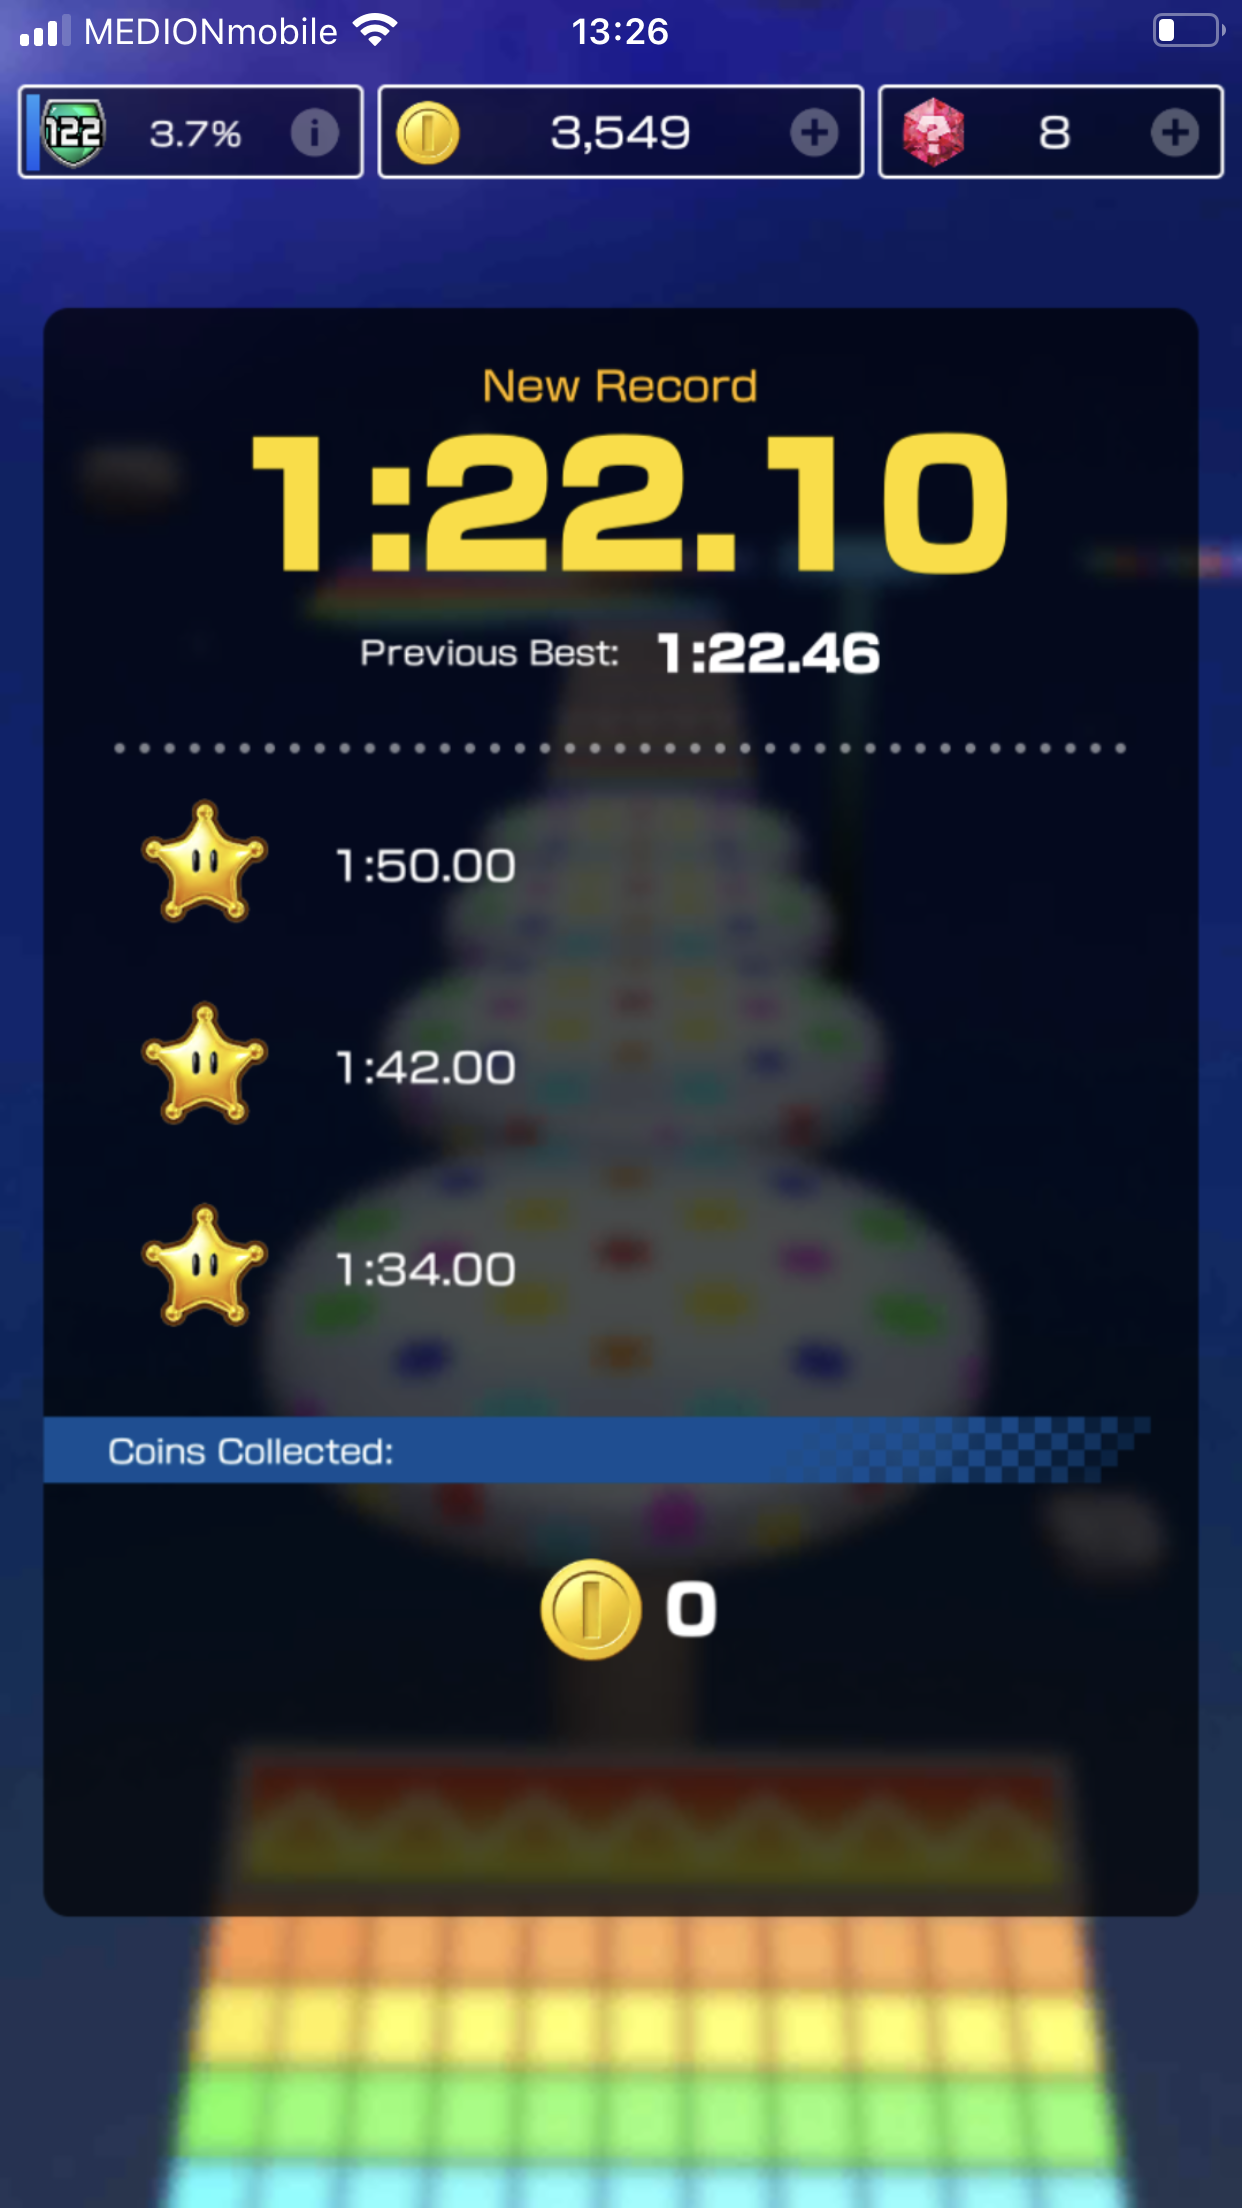 MEDIONmobile 13:26
122 3.7% i 3,549 + ? 8 +
New Record
1:22.10
Previous Best: 1:22.46
1:50.00
1:42.00
1:34.00
Coins Collected:
0